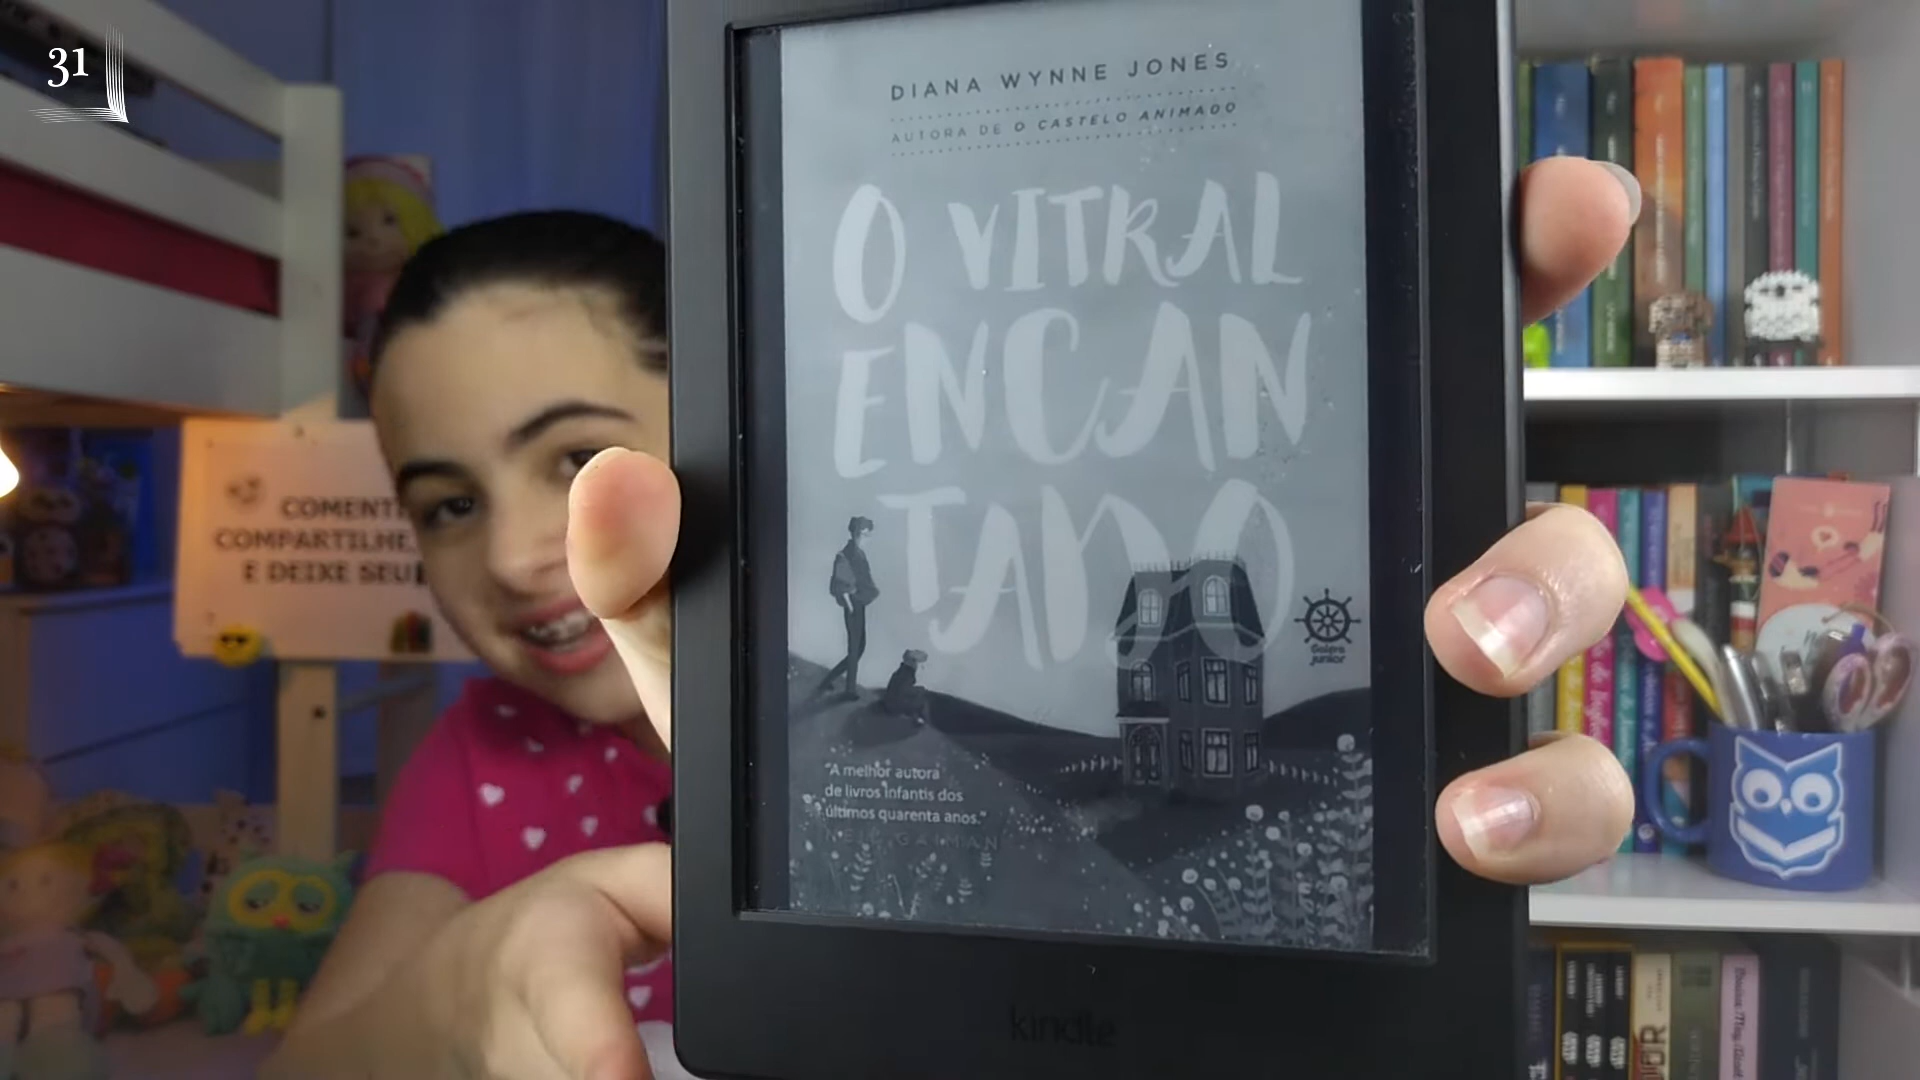 31
DIANA WYNNE JONES
AUTORA DE O CASTELO ANIMADO
O VITRAL
ENCAN
TADO
Galera
junior
"A melhor autora
de livros infantis dos
últimos quarenta anos."
NEIL GAIMAN
kindle
COMENT
COMPARTILHE
E DEIXE SEU